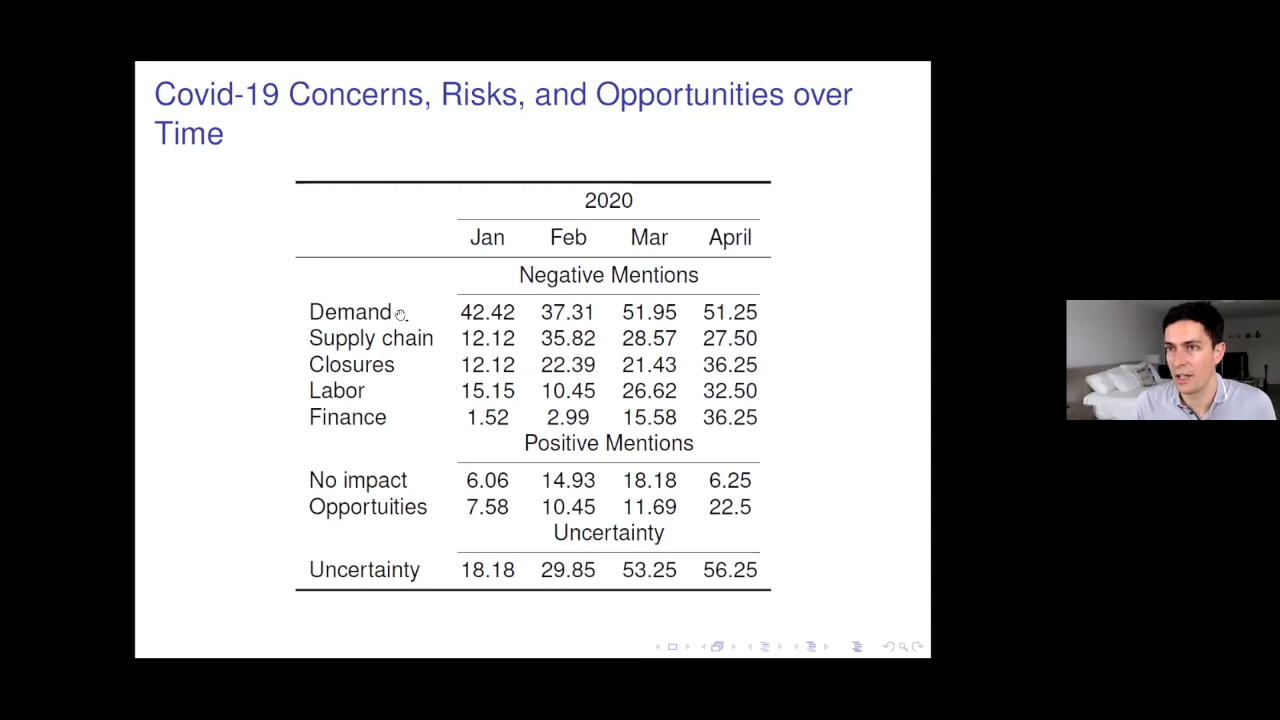 Covid-19 Concerns, Risks, and Opportunities over
Time
2020
Jan Feb Mar April
Negative Mentions
Demand 42.42 37.31 51.95 51.25
Supply chain 12.12 35.82 28.57 27.50
Closures 12.12 22.39 21.43 36.25
Labor 15.15 10.45 26.62 32.50
Finance 1.52 2.99 15.58 36.25
Positive Mentions
No impact 6.06 14.93 18.18 6.25
Opportuities 7.58 10.45 11.69 22.5
Uncertainty
Uncertainty 18.18 29.85 53.25 56.25